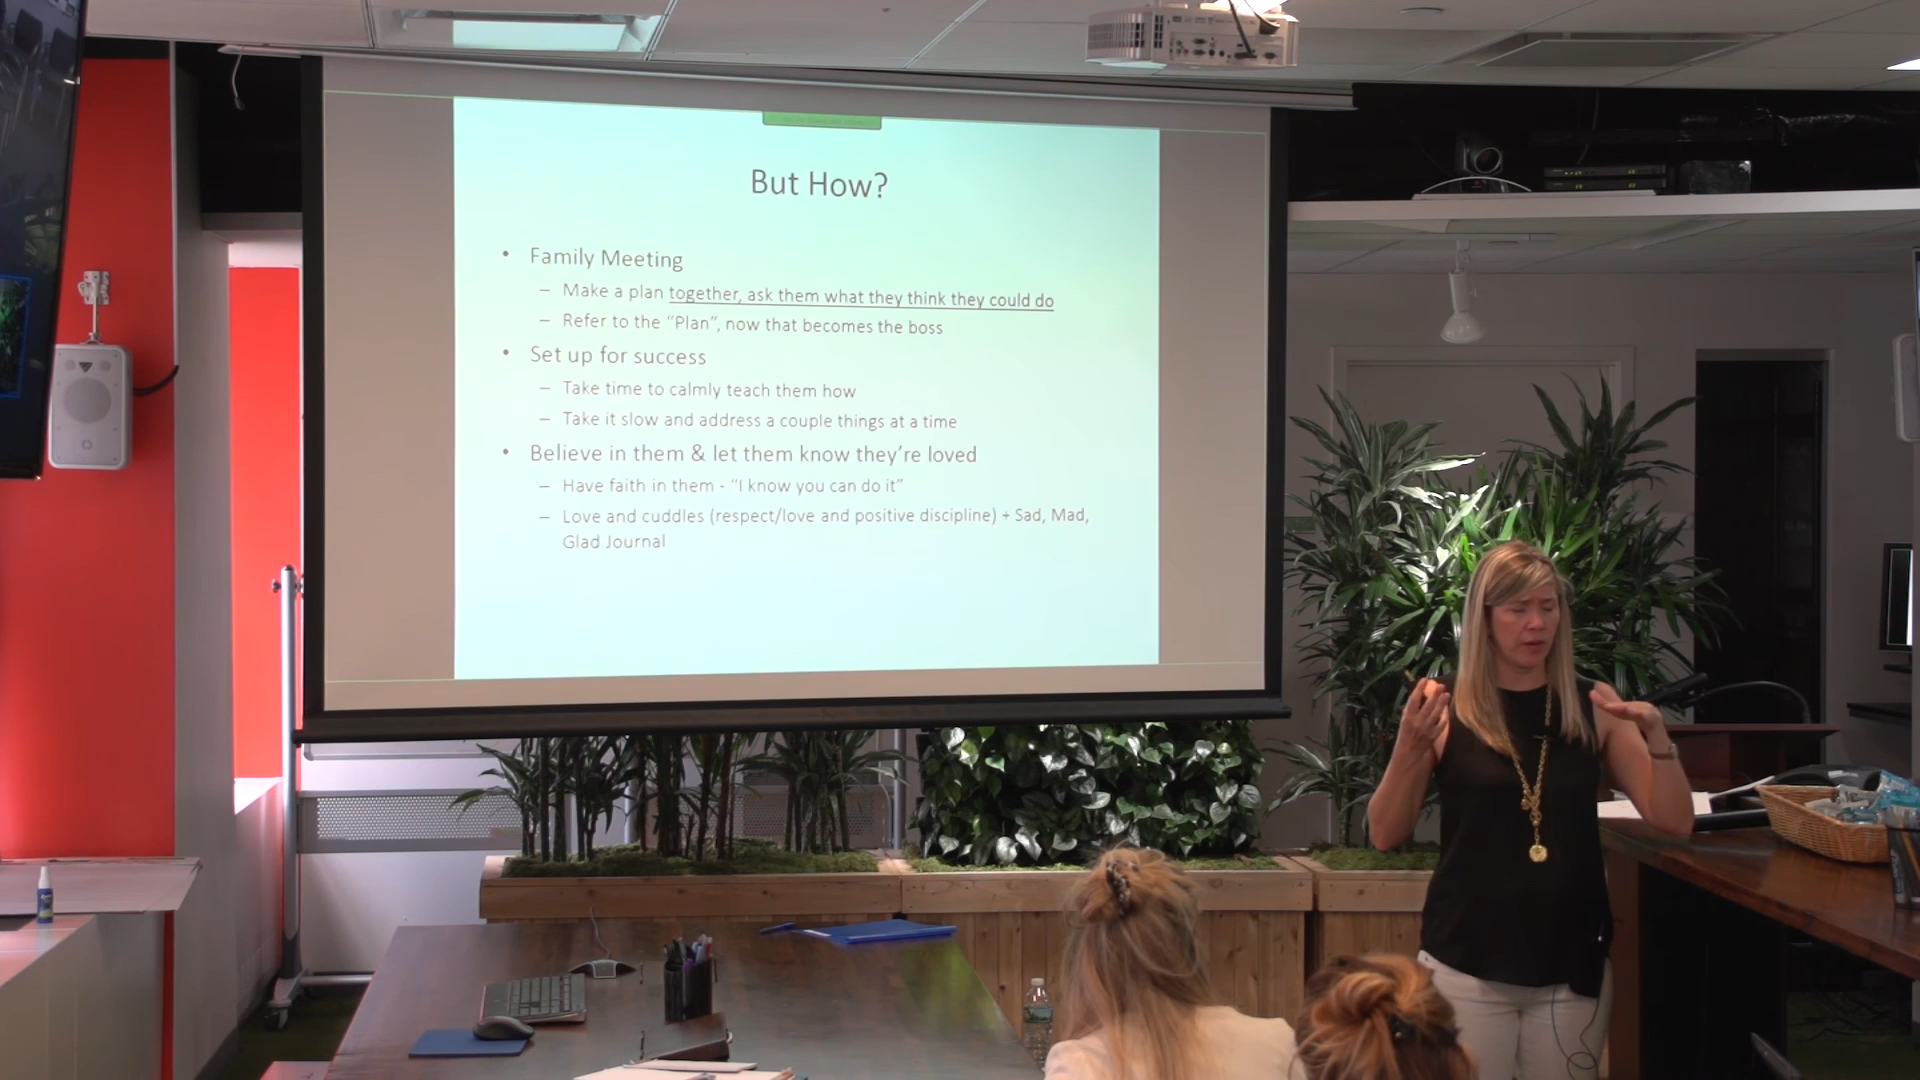 But How?
• Family Meeting
– Make a plan together, ask them what they think they could do
– Refer to the “Plan”, now that becomes the boss
• Set up for success
– Take time to calmly teach them how
– Take it slow and address a couple things at a time
• Believe in them & let them know they’re loved
– Have faith in them - “I know you can do it”
– Love and cuddles (respect/love and positive discipline) + Sad, Mad,
Glad Journal